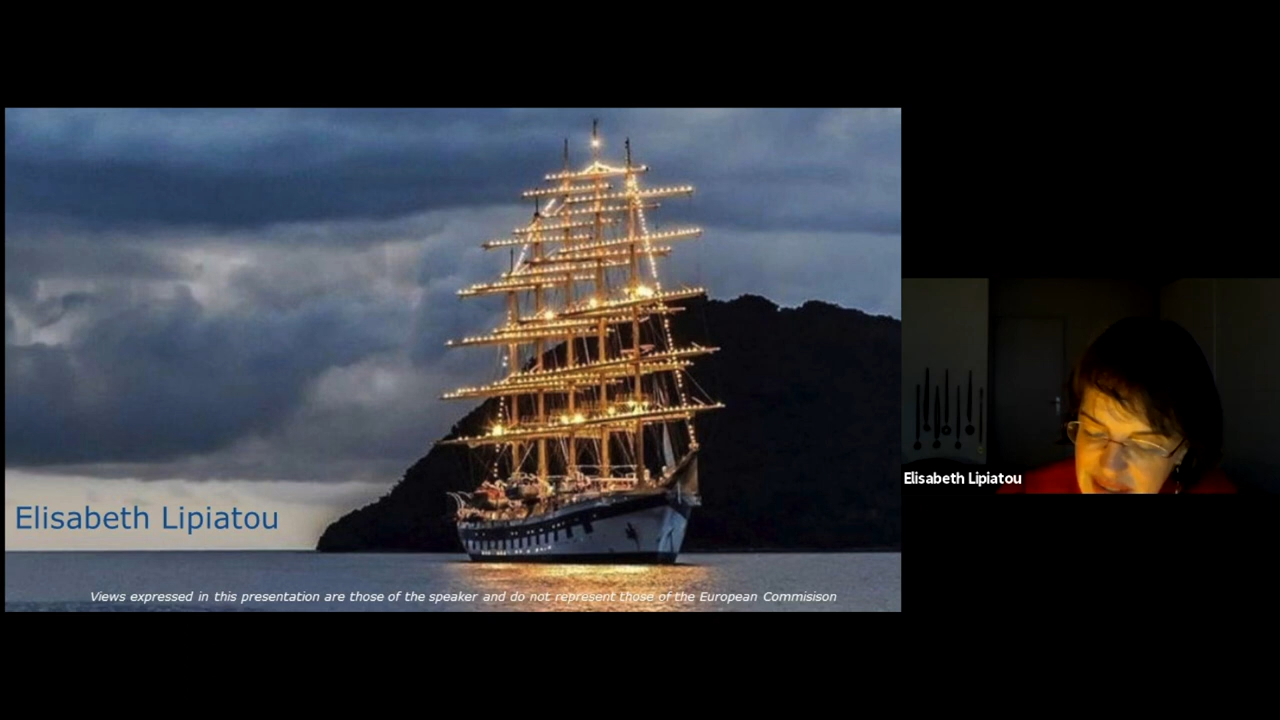 Elisabeth Lipiatou
Views expressed in this presentation are those of the speaker and do not represent those of the European Commisison
Elisabeth Lipiatou